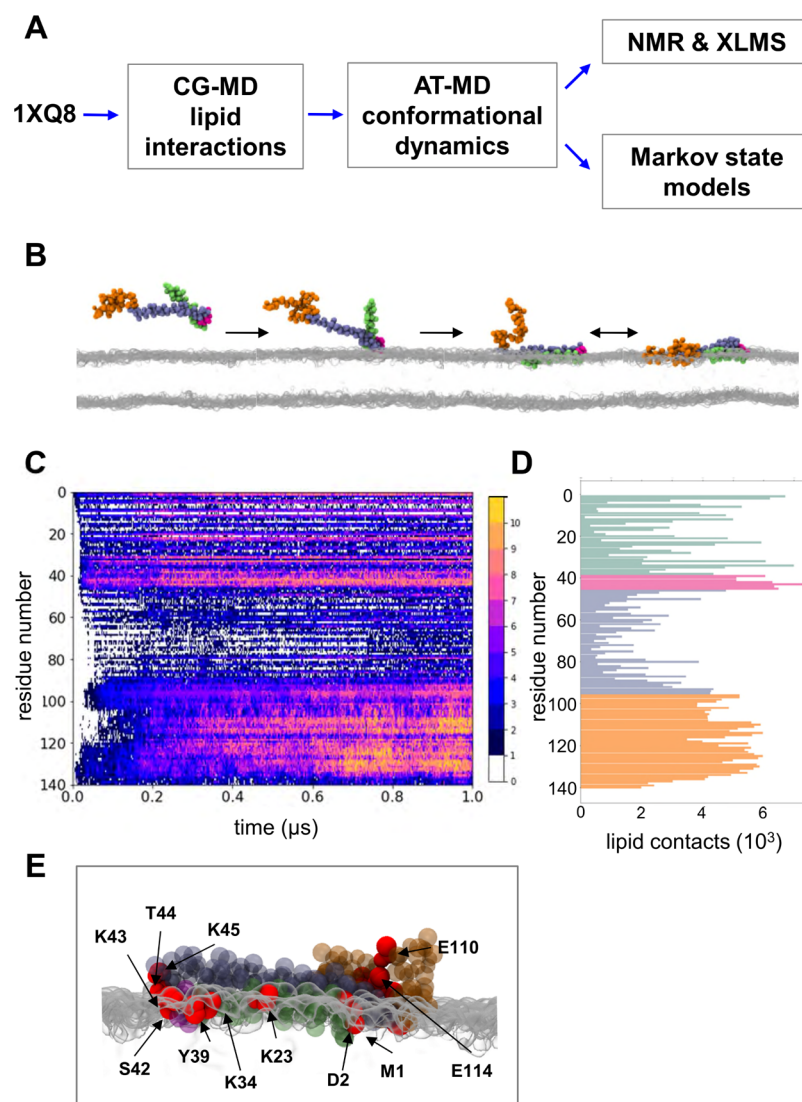 A
1XQ8
CG-MD
lipid
interactions
AT-MD
conformational
dynamics
NMR & XLMS
Markov state
models
B
C
residue number
0
20
40
60
80
100
120
140
0.0
0.2
0.4
0.6
0.8
1.0
time (μs)
10
9
8
7
6
5
4
3
2
1
0
D
residue number
0
20
40
60
80
100
120
140
0
2
4
6
lipid contacts (10³)
E
T44
K43
K45
E110
S42
Y39
K34
K23
D2
M1
E114